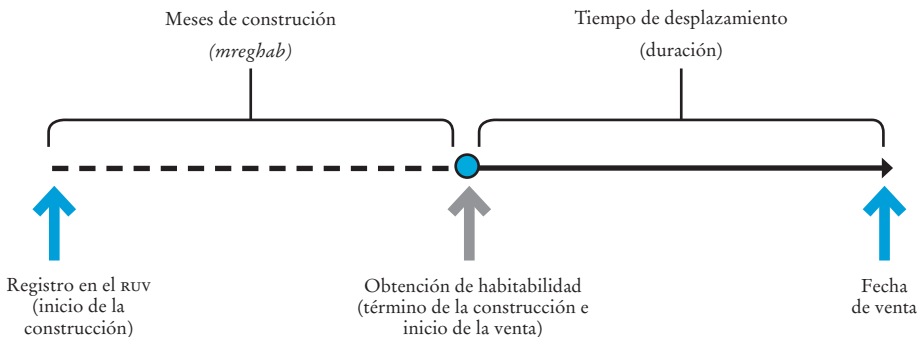 Meses de construción
(mreghab)
Tiempo de desplazamiento
(duración)
Registro en el RUV
(inicio de la
construcción)
Obtención de habitabilidad
(término de la construcción e
inicio de la venta)
Fecha
de venta